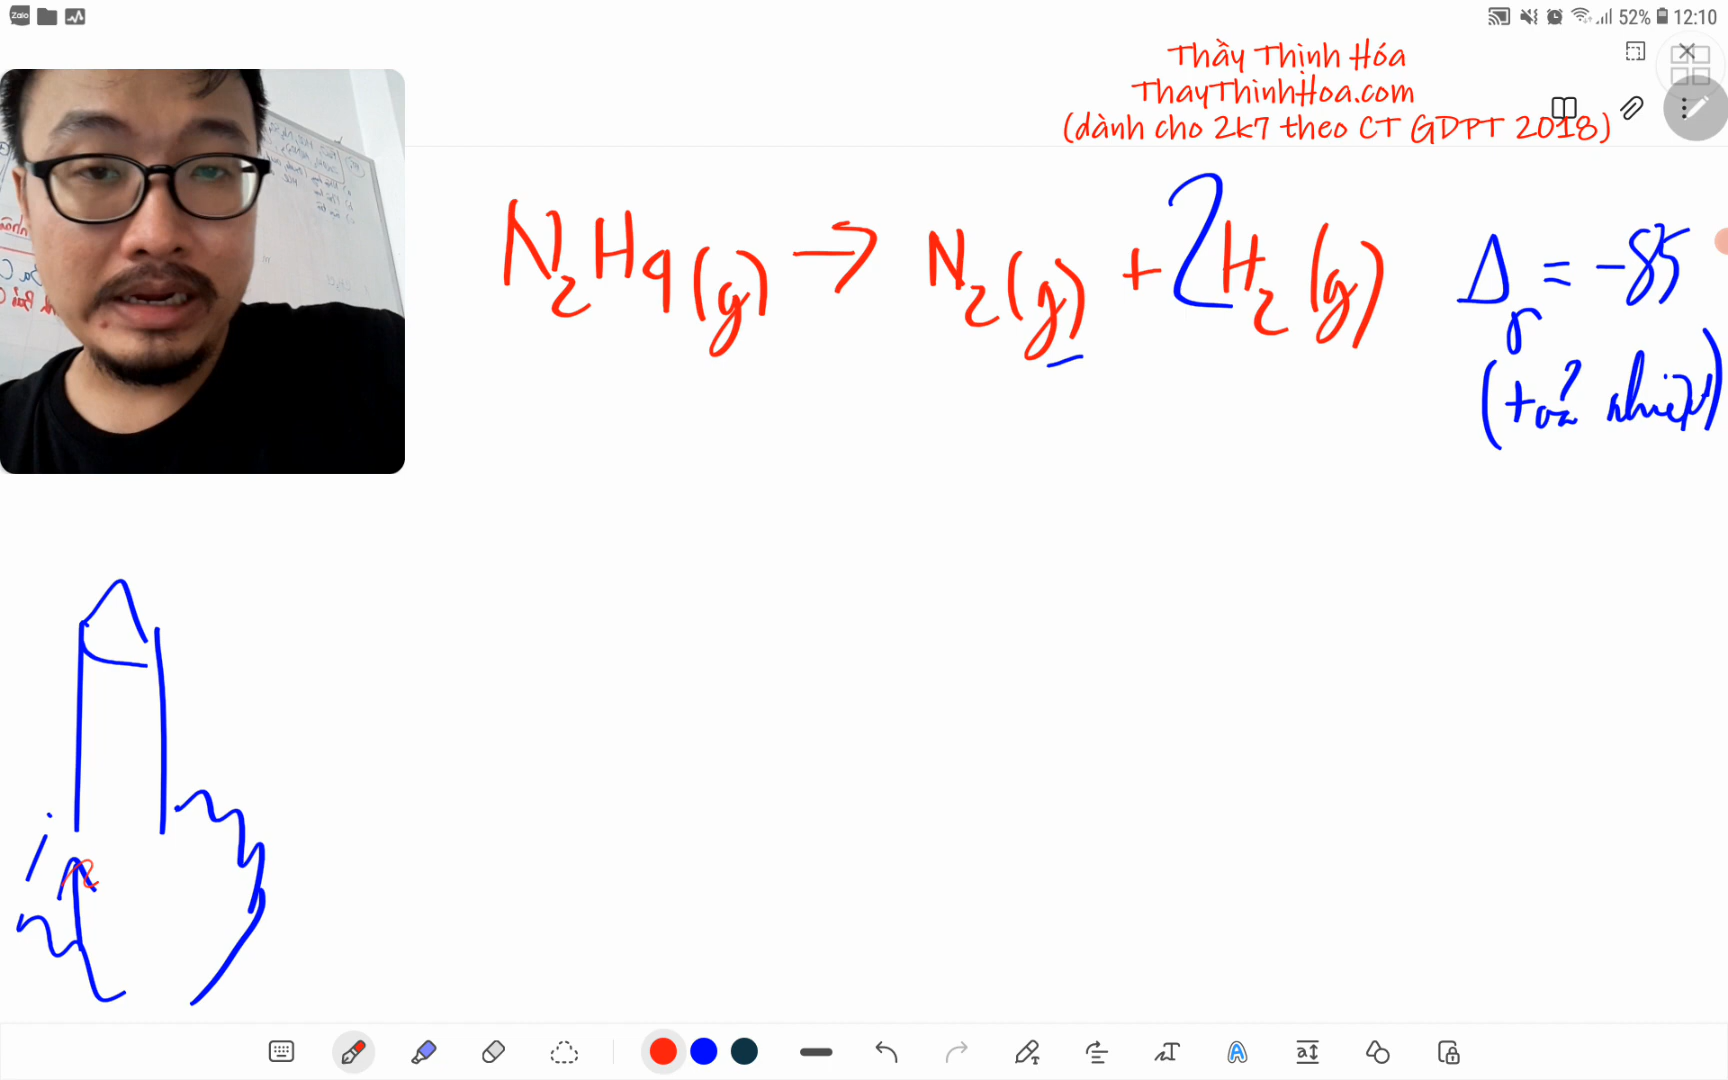 Zalo
52% 12:10
Thầy Thịnh Hóa
ThayThinhHoa.com
(dành cho 2k7 theo CT GDPT 2018)
N2H4(g) → N2(g) + 2H2(g) Δr = -85
(toả nhiệt)